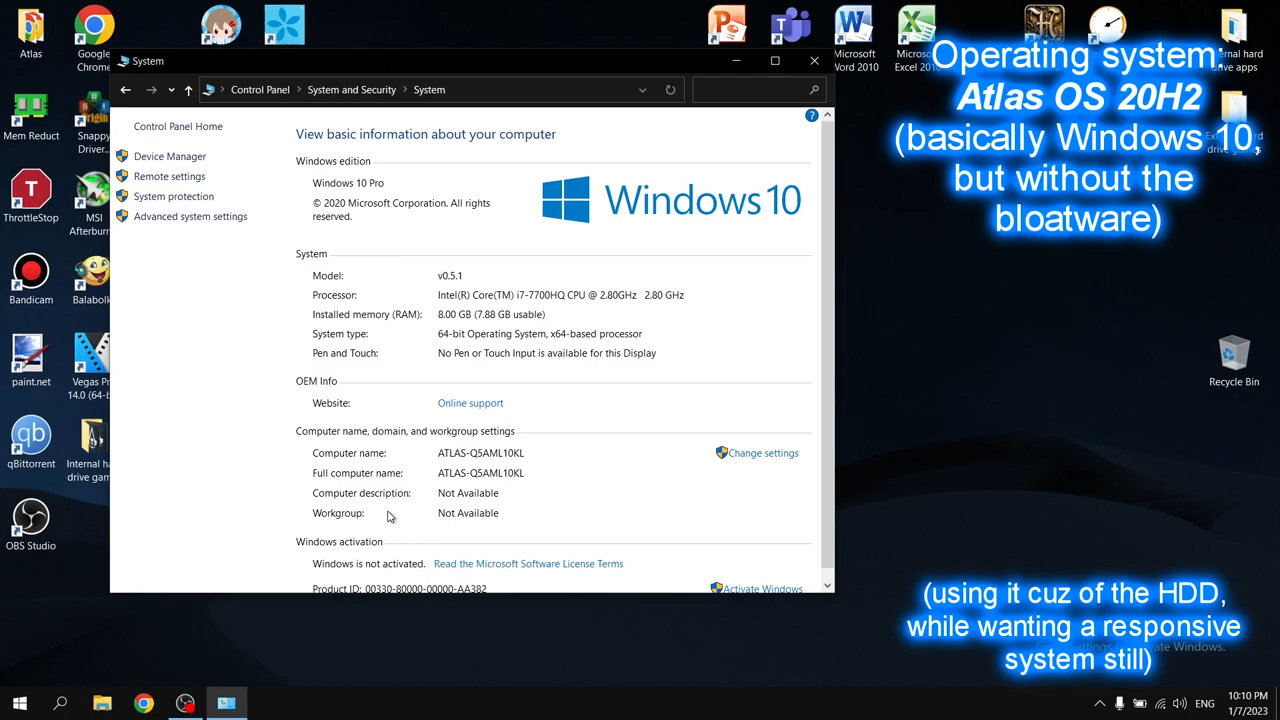 Atlas
Google
Chrome
Microsoft
Word 2010
Mem Reduct
Snappy
Driver...
ThrottleStop
MSI
Afterburn
Bandicam
Balabolk
paint.net
Vegas Pr
14.0 (64-b
qBittorrent
Internal h
drive gam
OBS Studio
System
Control Panel
System and Security
System
Control Panel Home
Device Manager
Remote settings
System protection
Advanced system settings
View basic information about your computer
Windows edition
Windows 10 Pro
© 2020 Microsoft Corporation. All rights
reserved.
Windows 10
System
Model: v0.5.1
Processor: Intel(R) Core(TM) i7-7700HQ CPU @ 2.80GHz 2.80 GHz
Installed memory (RAM): 8.00 GB (7.88 GB usable)
System type: 64-bit Operating System, x64-based processor
Pen and Touch: No Pen or Touch Input is available for this Display
OEM Info
Website: Online support
Computer name, domain, and workgroup settings
Computer name: ATLAS-Q5AML10KL
Change settings
Full computer name: ATLAS-Q5AML10KL
Computer description: Not Available
Workgroup: Not Available
Windows activation
Windows is not activated. Read the Microsoft Software License Terms
Product ID: 00330-80000-00000-AA382
Activate Windows
Operating system:
Atlas OS 20H2
(basically Windows 10,
but without the
bloatware)
Recycle Bin
(using it cuz of the HDD,
while wanting a responsive
system still)
ENG
10:10 PM
1/7/2023